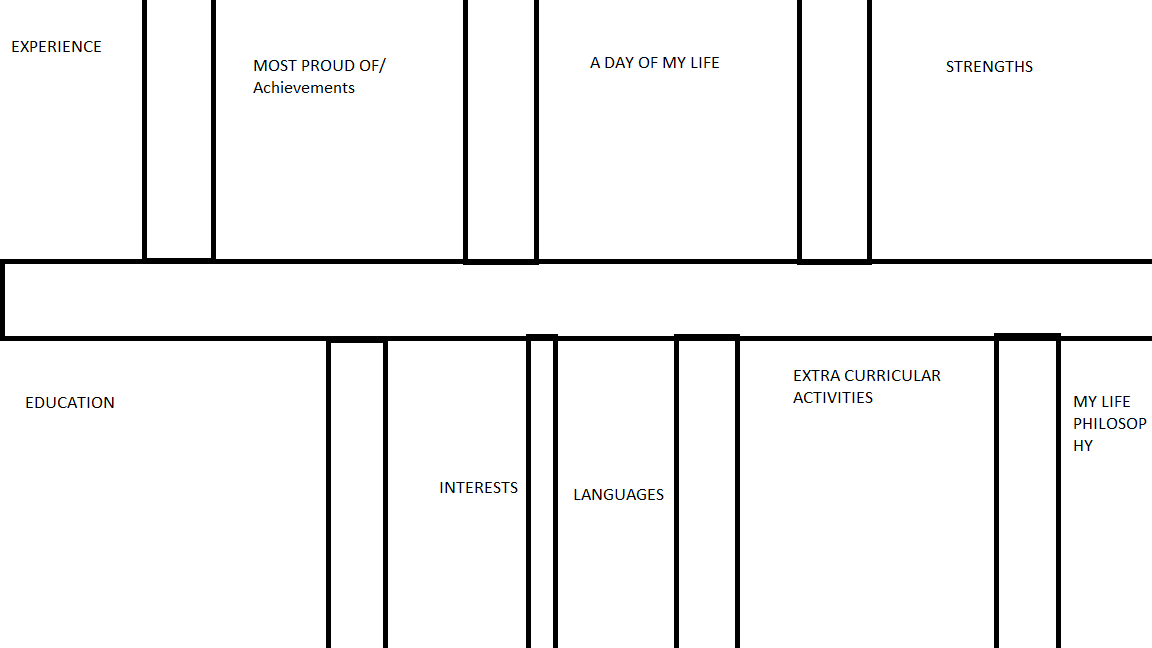 EXPERIENCE
MOST PROUD OF/
Achievements
A DAY OF MY LIFE
STRENGTHS
EDUCATION
INTERESTS
LANGUAGES
EXTRA CURRICULAR
ACTIVITIES
MY LIFE
PHILOSOP
HY